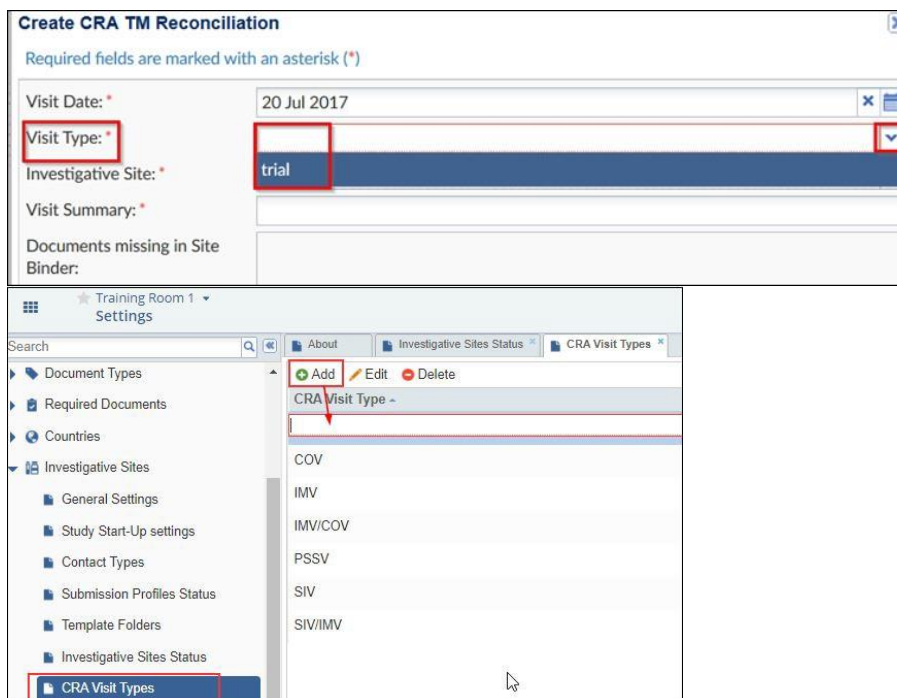 Create CRA TM Reconciliation
Required fields are marked with an asterisk (*)
Visit Date: * 20 Jul 2017
Visit Type: *
trial
Investigative Site: *
Visit Summary: *
Documents missing in Site
Binder:
Training Room 1
Settings
Search
About Investigative Sites Status CRA Visit Types
Document Types
Required Documents
Countries
Investigative Sites
General Settings
Study Start-Up settings
Contact Types
Submission Profiles Status
Template Folders
Investigative Sites Status
CRA Visit Types
Add Edit Delete
CRA Visit Type
COV
IMV
IMV/COV
PSSV
SIV
SIV/IMV